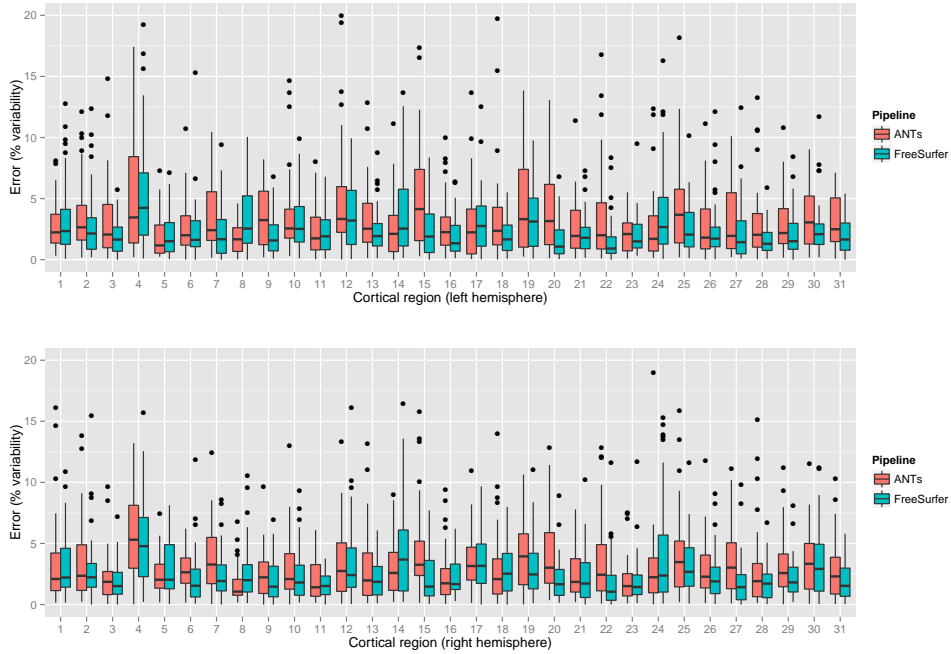 20
15
10
5
0
Error (% variability)
1 2 3 4 5 6 7 8 9 10 11 12 13 14 15 16 17 18 19 20 21 22 23 24 25 26 27 28 29 30 31
Cortical region (left hemisphere)
Pipeline
ANTs
FreeSurfer
20
15
10
5
0
Error (% variability)
1 2 3 4 5 6 7 8 9 10 11 12 13 14 15 16 17 18 19 20 21 22 23 24 25 26 27 28 29 30 31
Cortical region (right hemisphere)
Pipeline
ANTs
FreeSurfer